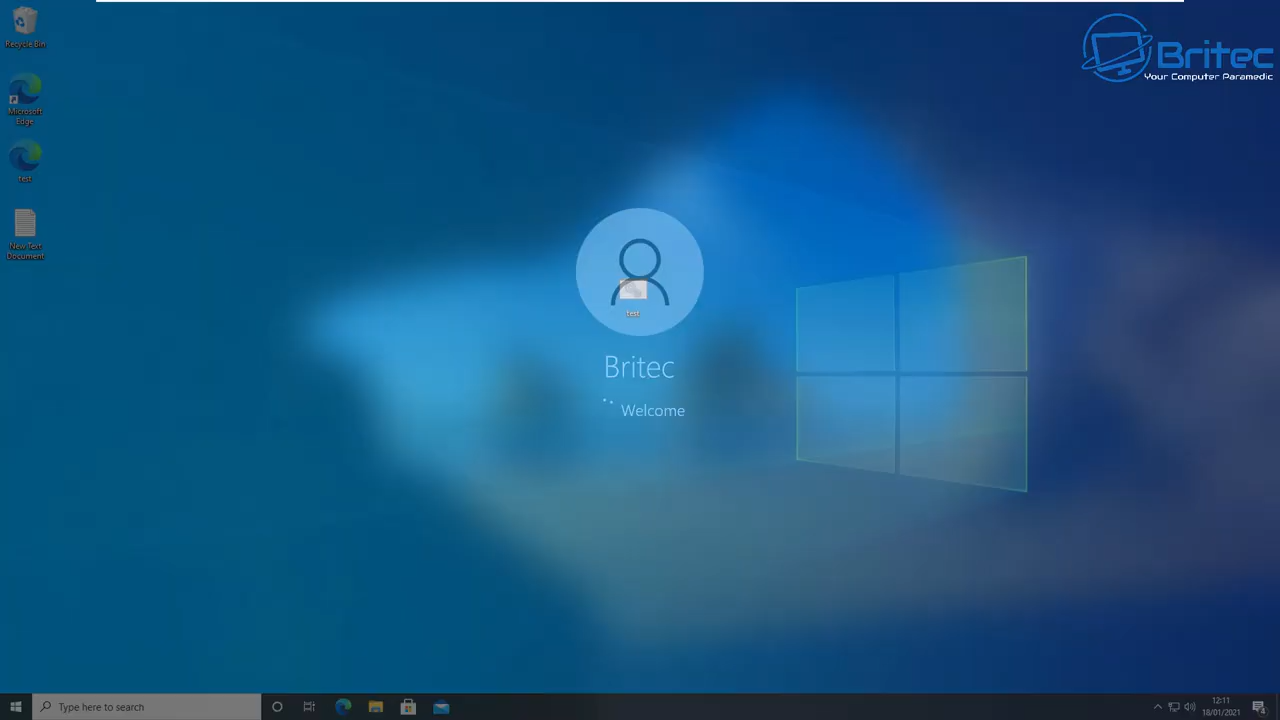 Recycle Bin
Britec
Your Computer Paramedic
Microsoft
Edge
test
New Text
Document
test
Britec
Welcome
Type here to search
12:11
18/01/2021
4